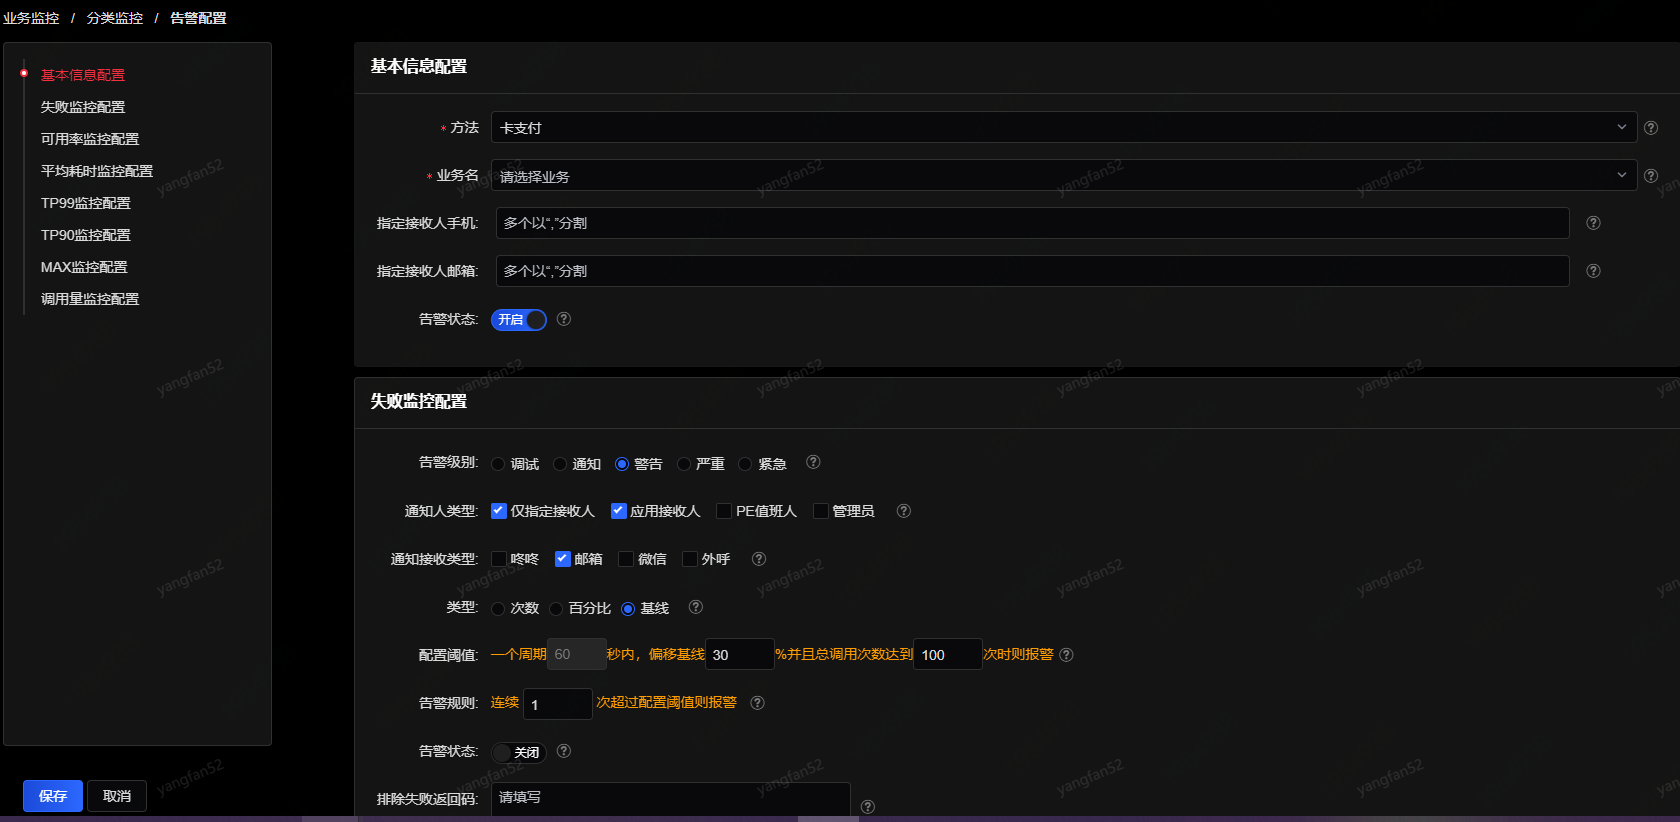 业务监控 / 分类监控 / 告警配置
基本信息配置
失败监控配置
可用率监控配置
平均耗时监控配置
TP99监控配置
TP90监控配置
MAX监控配置
调用量监控配置
保存 取消
基本信息配置
* 方法 卡支付
* 业务名 请选择业务
指定接收人手机: 多个以“,”分割
指定接收人邮箱: 多个以“,”分割
告警状态: 开启
失败监控配置
告警级别: 调试 通知 警告 严重 紧急
通知人类型: 仅指定接收人 应用接收人 PE值班人 管理员
通知接收类型: 咚咚 邮箱 微信 外呼
类型: 次数 百分比 基线
配置阈值: 一个周期 60 秒内，偏移基线 30 %并且总调用次数达到 100 次时则报警
告警规则: 连续 1 次超过配置阈值则报警
告警状态: 关闭
排除失败返回码: 请填写
yangfan52